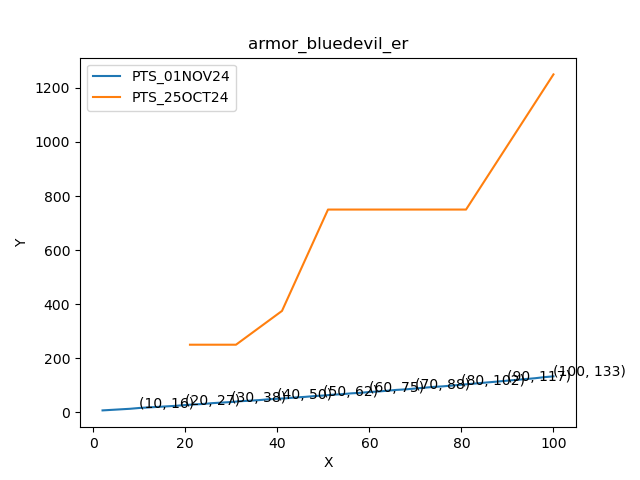 armor_bluedevil_er
PTS_01NOV24
PTS_25OCT24
Y
1200
1000
800
600
400
200
0
(10, 16)
(20, 27)
(30, 38)
(40, 50)
(50, 62)
(60, 75)
(70, 88)
(80, 102)
(90, 117)
(100, 133)
0 20 40 60 80 100
X